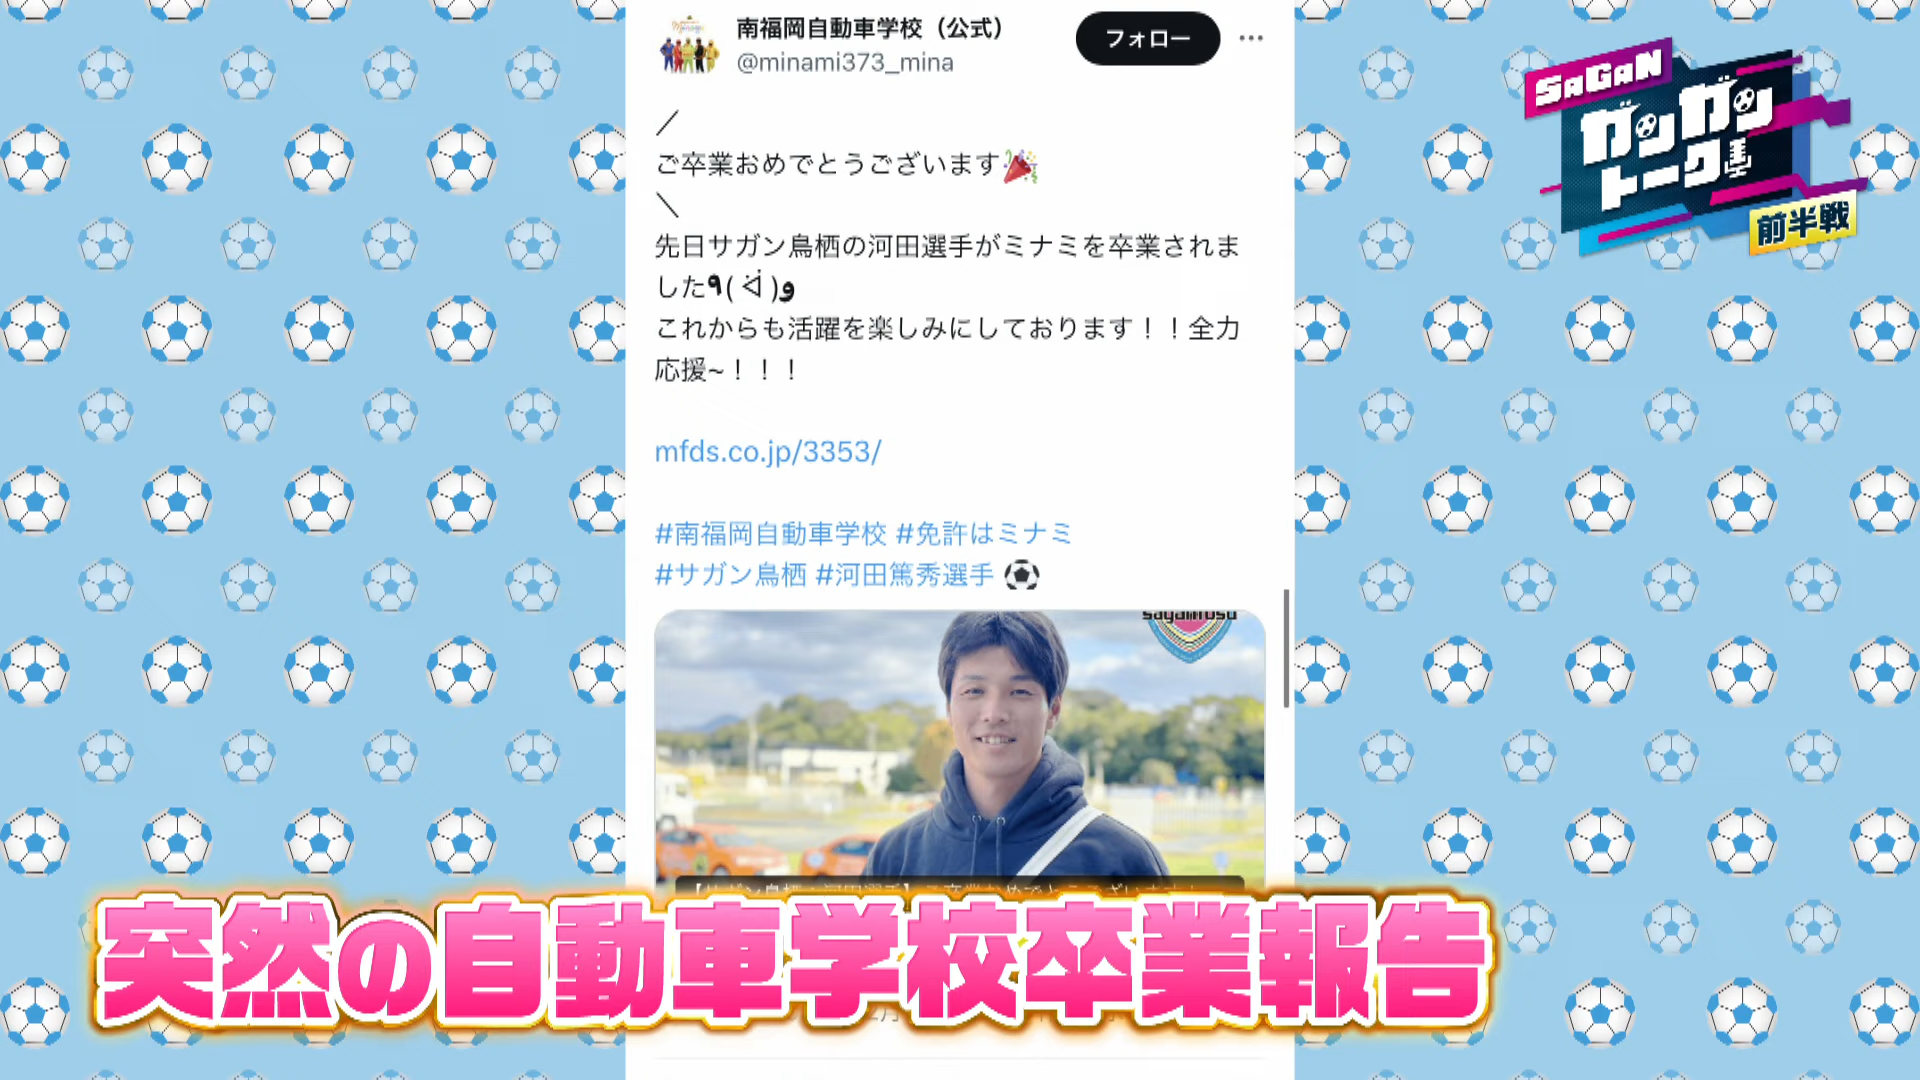 南福岡自動車学校（公式）
@minami373_mina
フォロー
SAGAN
ガンガン
トーク
前半戦
／
ご卒業おめでとうございます🎉
＼
先日サガン鳥栖の河田選手がミナミを卒業されま
した٩( ᐛ )و
これからも活躍を楽しみにしております！！全力
応援~！！！
mfds.co.jp/3353/
#南福岡自動車学校 #免許はミナミ
#サガン鳥栖 #河田篤秀選手 ⚽
sagantosu
突然の自動車学校卒業報告